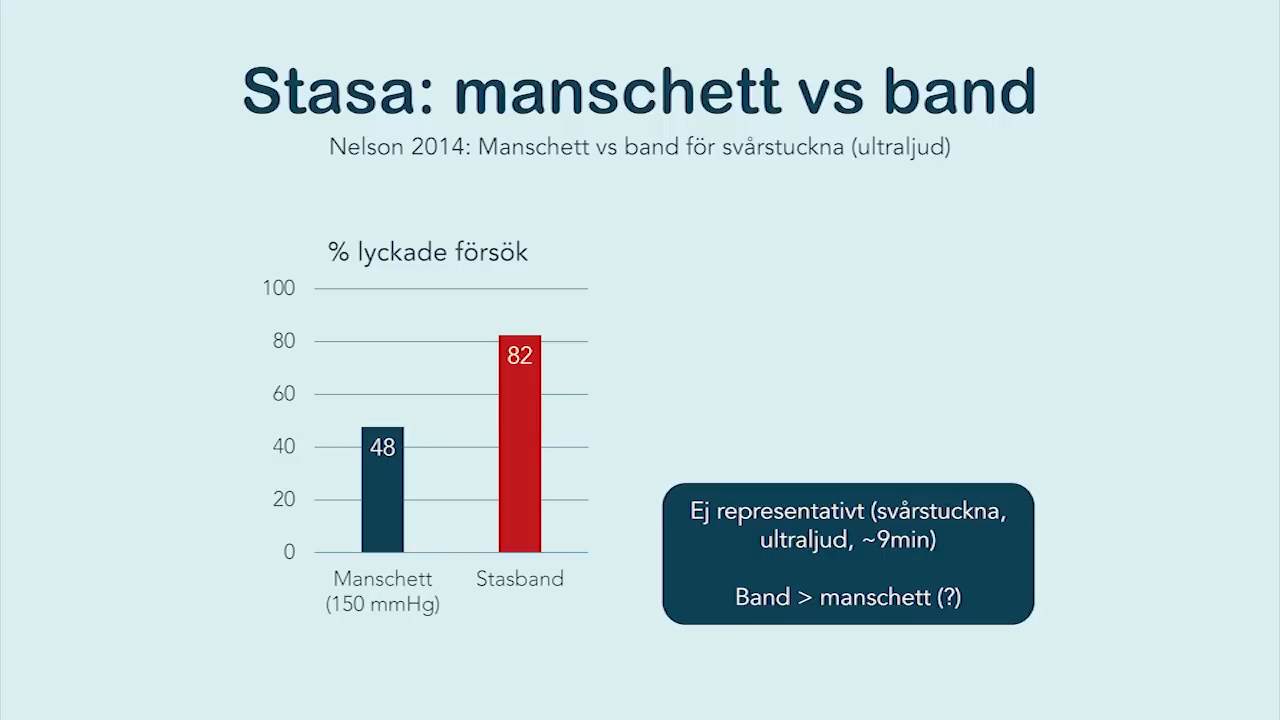 Stasa: manschett vs band
Nelson 2014: Manschett vs band för svårstuckna (ultraljud)
% lyckade försök
100
80
60
40
20
0
48
82
Manschett
(150 mmHg)
Stasband
Ej representativt (svårstuckna,
ultraljud, ~9min)
Band > manschett (?)